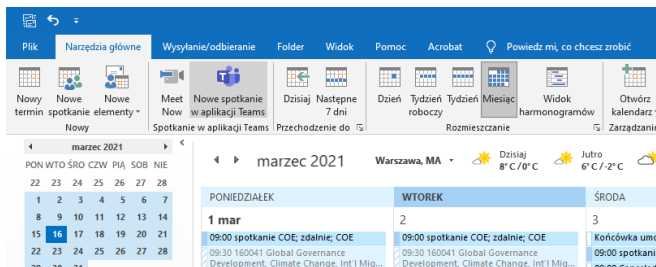 Plik Narzędzia główne Wysyłanie/odbieranie Folder Widok Pomoc Acrobat Powiedz mi, co chcesz zrobić
Nowy Nowe Nowe Meet Nowe spotkanie Dzisiaj Następne Dzień Tydzień Tydzień Miesiąc Widok Otwórz
termin spotkanie elementy Now w aplikacji Teams 7 dni roboczy harmonogramów kalendarz
Nowy Spotkanie w aplikacji Teams Przechodzenie do Rozmieszczanie Zarządzanie
marzec 2021
PON WTO ŚRO CZW PIĄ SOB NIE
22 23 24 25 26 27 28
1 2 3 4 5 6 7
8 9 10 11 12 13 14
15 16 17 18 19 20 21
22 23 24 25 26 27 28
marzec 2021 Warszawa, MA Dzisiaj Jutro
8°C/0°C 6°C/-2°C
PONIEDZIAŁEK WTOREK ŚRODA
1 mar 2 3
09:00 spotkanie COE; zdalnie; COE 09:00 spotkanie COE; zdalnie; COE Końcówka umo
09:30 160041 Global Governance 09:30 160041 Global Governance 09:00 spotkani
Development, Climate Change, Int'l Mig... Development, Climate Change, Int'l Mig...